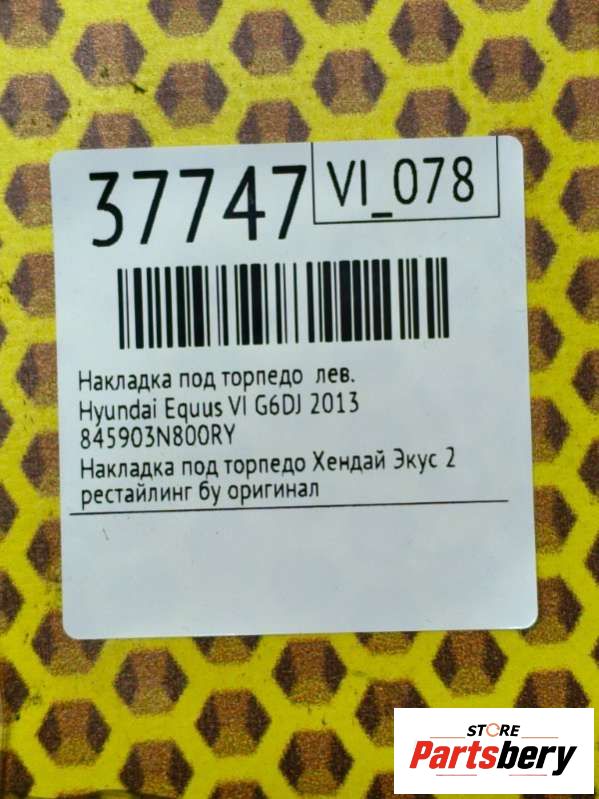 37747
VI_078
Накладка под торпедо лев.
Hyundai Equus VI G6DJ 2013
845903N800RY
Накладка под торпедо Хендай Экус 2
рестайлинг бу оригинал
STORE
Partsbery